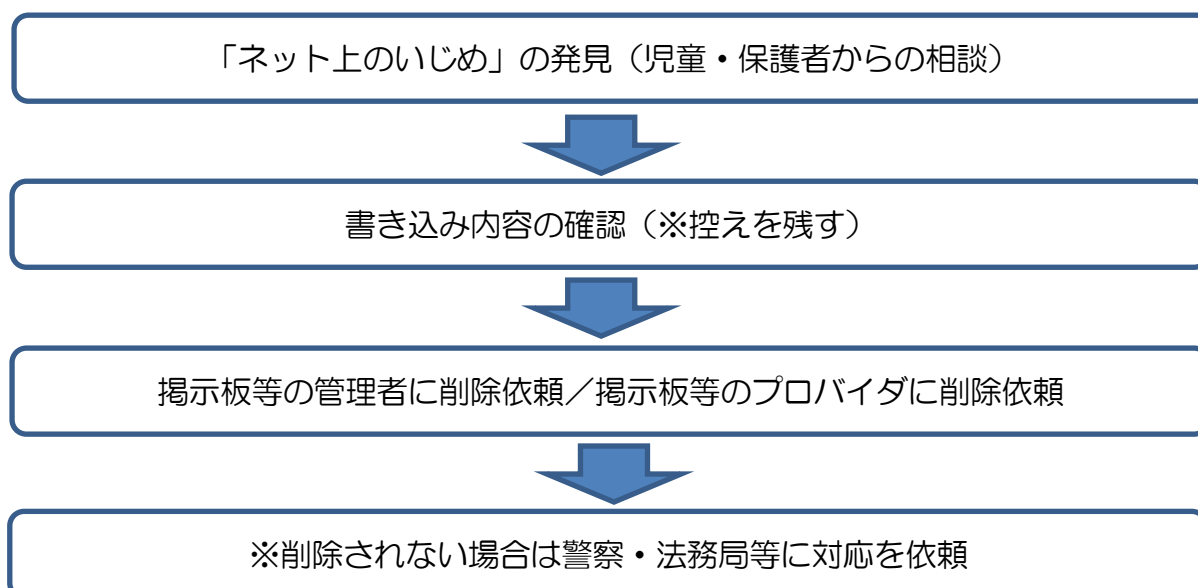 「ネット上のいじめ」の発見（児童・保護者からの相談）
書き込み内容の確認（※控えを残す）
掲示板等の管理者に削除依頼／掲示板等のプロバイダに削除依頼
※削除されない場合は警察・法務局等に対応を依頼